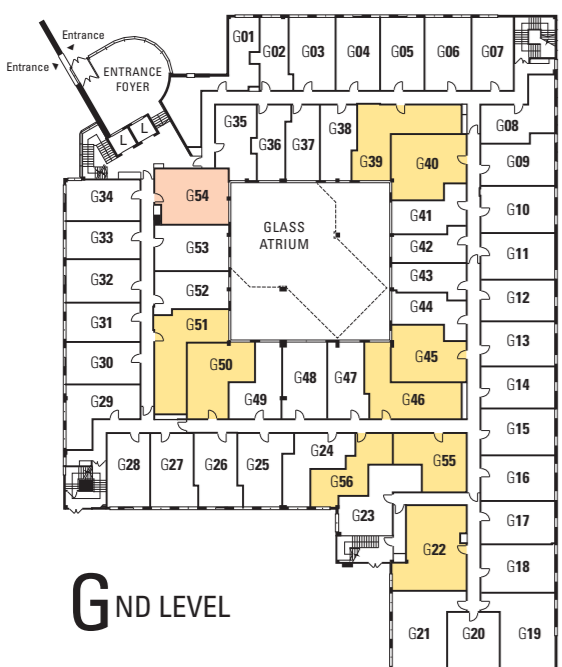 Entrance
Entrance
ENTRANCE
FOYER
L
L
G01
G02
G03
G04
G05
G06
G07
G08
G09
G10
G11
G12
G13
G14
G15
G16
G17
G18
G19
G20
G21
G22
G23
G24
G25
G26
G27
G28
G29
G30
G31
G32
G33
G34
G35
G36
G37
G38
G39
G40
G41
G42
G43
G44
G45
G46
G47
G48
G49
G50
G51
G52
G53
G54
G55
G56
GLASS
ATRIUM
GND LEVEL